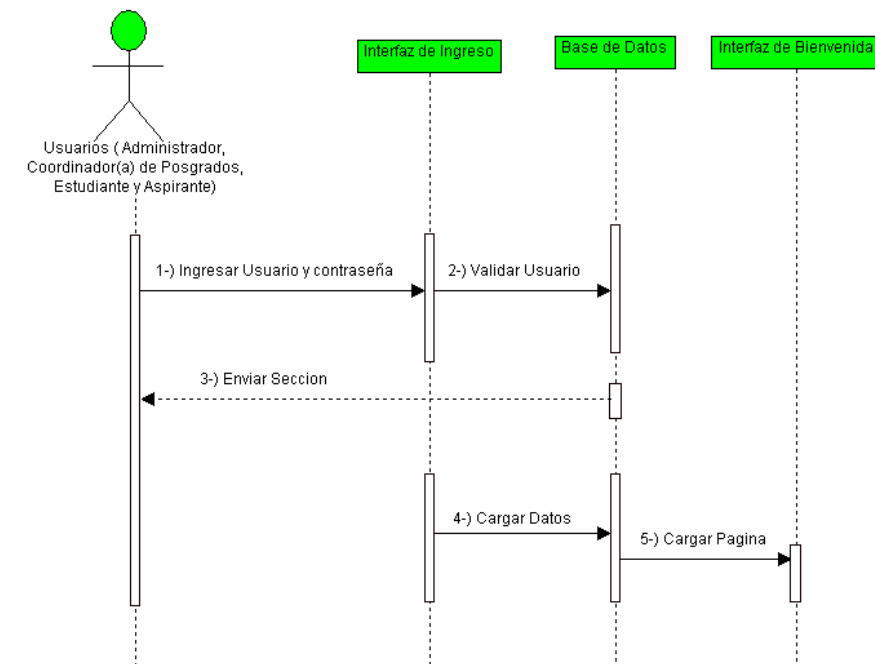 Interfaz de Ingreso
Base de Datos
Interfaz de Bienvenida
Usuarios ( Administrador,
Coordinador(a) de Posgrados,
Estudiante y Aspirante)
1-) Ingresar Usuario y contraseña
2-) Validar Usuario
3-) Enviar Seccion
4-) Cargar Datos
5-) Cargar Pagina